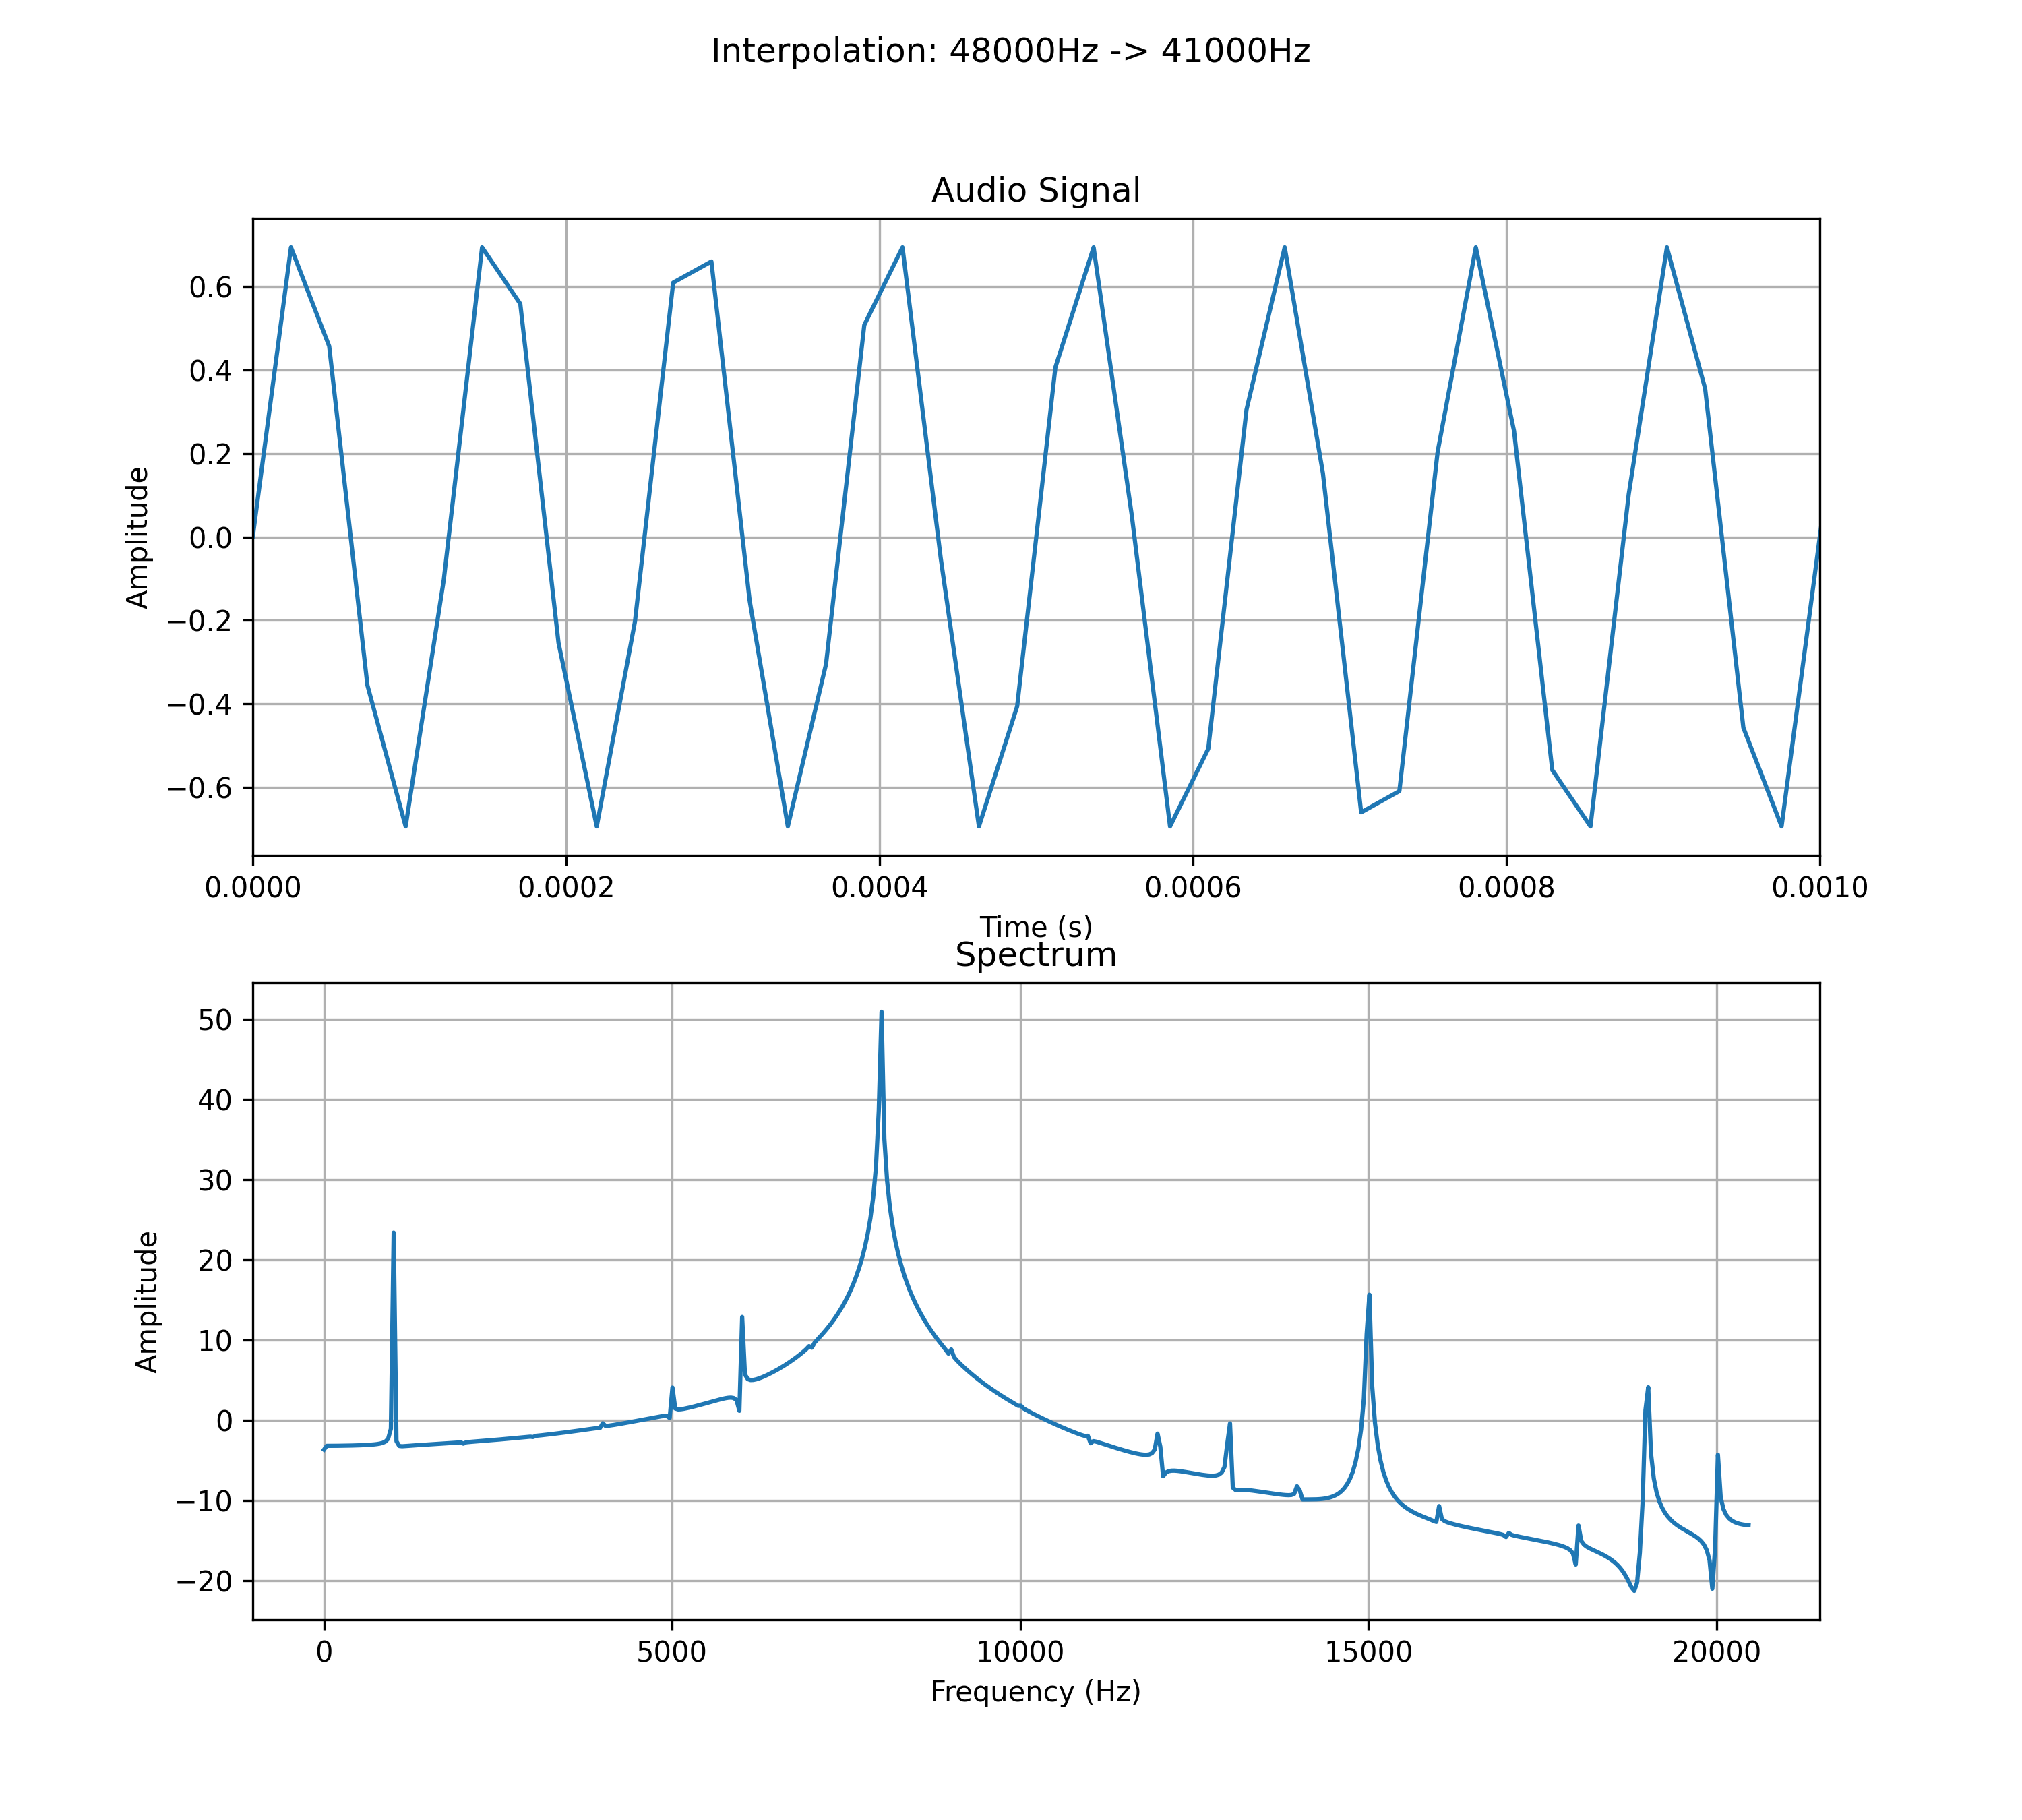 Interpolation: 48000Hz -> 41000Hz
Audio Signal
Amplitude
0.6
0.4
0.2
0.0
−0.2
−0.4
−0.6
0.0000 0.0002 0.0004 0.0006 0.0008 0.0010
Time (s)
Spectrum
Amplitude
50
40
30
20
10
0
−10
−20
0 5000 10000 15000 20000
Frequency (Hz)